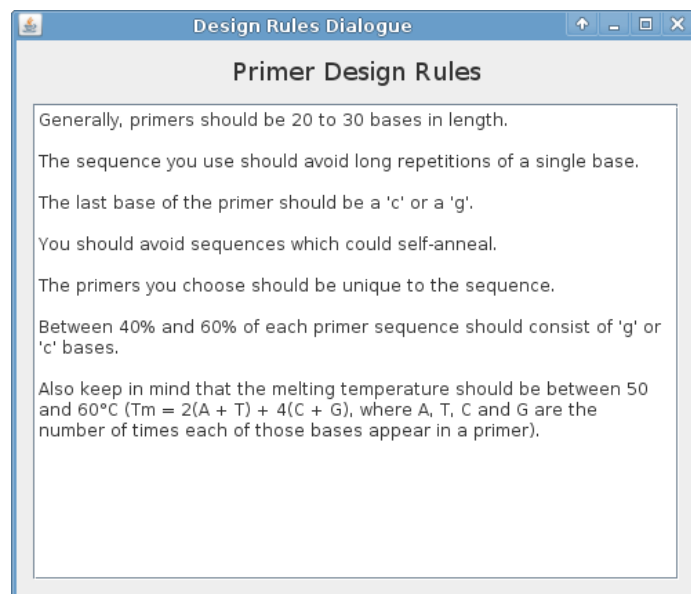 Design Rules Dialogue
Primer Design Rules
Generally, primers should be 20 to 30 bases in length.
The sequence you use should avoid long repetitions of a single base.
The last base of the primer should be a 'c' or a 'g'.
You should avoid sequences which could self-anneal.
The primers you choose should be unique to the sequence.
Between 40% and 60% of each primer sequence should consist of 'g' or
'c' bases.
Also keep in mind that the melting temperature should be between 50
and 60°C (Tm = 2(A + T) + 4(C + G), where A, T, C and G are the
number of times each of those bases appear in a primer).